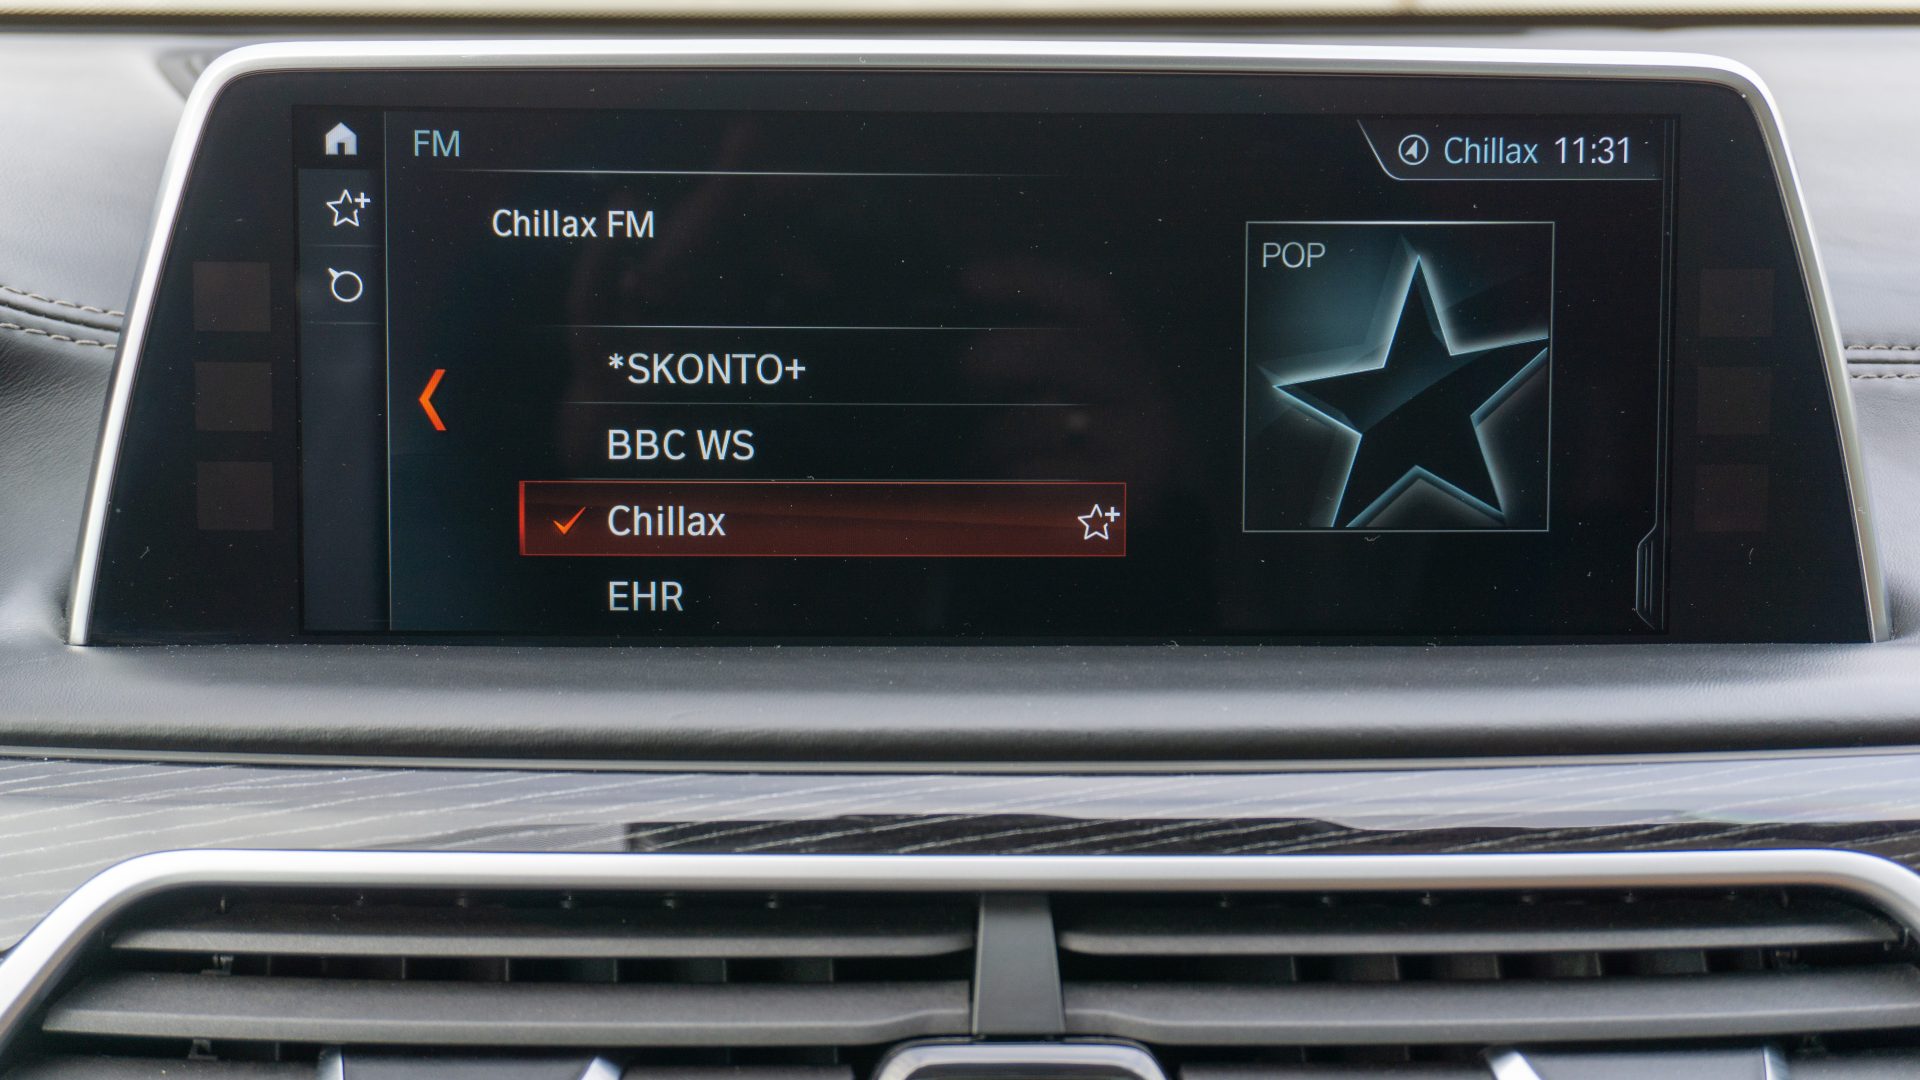 FM
Chillax 11:31
Chillax FM
POP
*SKONTO+
BBC WS
Chillax
EHR